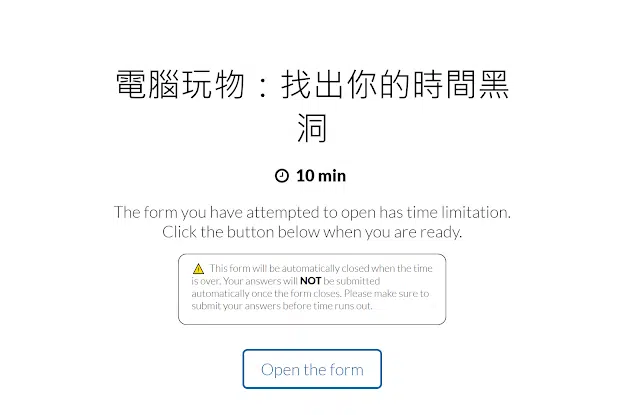 電腦玩物：找出你的時間黑
洞
10 min
The form you have attempted to open has time limitation.
Click the button below when you are ready.
This form will be automatically closed when the time
is over. Your answers will NOT be submitted
automatically once the form closes. Please make sure to
submit your answers before time runs out.
Open the form